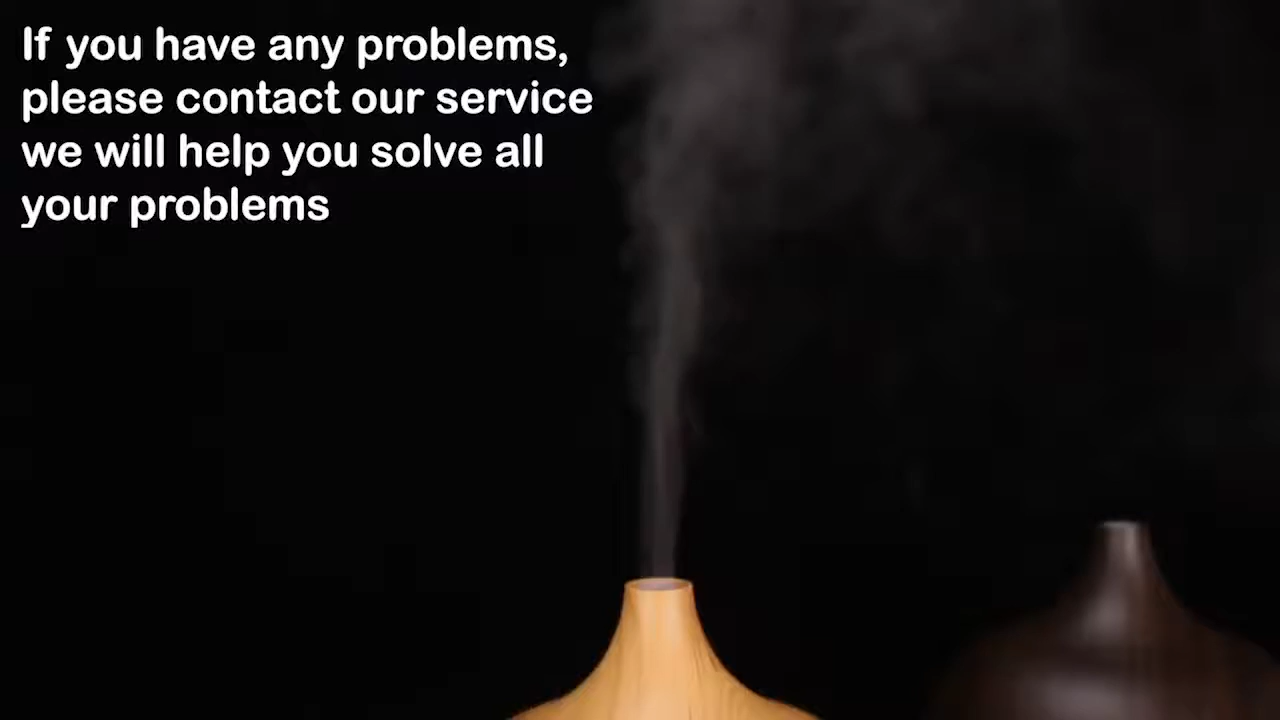 If you have any problems,
please contact our service
we will help you solve all
your problems